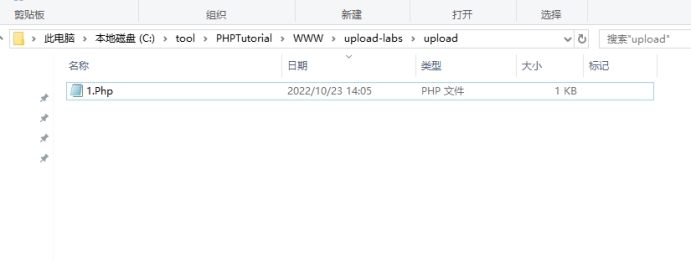 剪贴板 组织 新建 打开 选择
此电脑 › 本地磁盘 (C:) › tool › PHPTutorial › WWW › upload-labs › upload 搜索"upload"
名称 日期 类型 大小 标记
1.Php 2022/10/23 14:05 PHP 文件 1 KB